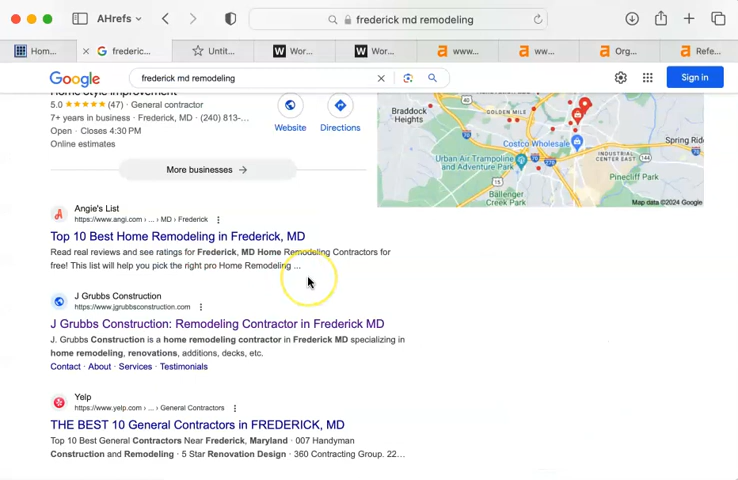 AHrefs
frederick md remodeling
Hom...
frederic...
Untit...
Wor...
Wor...
www...
ww...
Org...
Refe...
Google
frederick md remodeling
Sign in
Home Style Improvement
5.0 ★★★★★ (47) · General contractor
7+ years in business · Frederick, MD · (240) 813-...
Open · Closes 4:30 PM
Online estimates
Website
Directions
More businesses →
Braddock
Heights
GOLDEN MILE
40
Costco Wholesale
Urban Air Trampoline
and Adventure Park
70
70
Ballenger
Creek Park
INDUSTRIAL
CENTER EAST
144
Spring Ri
Pinecliff Park
Map data ©2024 Google
Angie's List
https://www.angi.com › ... › MD › Frederick
Top 10 Best Home Remodeling in Frederick, MD
Read real reviews and see ratings for Frederick, MD Home Remodeling Contractors for
free! This list will help you pick the right pro Home Remodeling ...
J Grubbs Construction
https://www.jgrubbsconstruction.com
J Grubbs Construction: Remodeling Contractor in Frederick MD
J. Grubbs Construction is a home remodeling contractor in Frederick MD specializing in
home remodeling, renovations, additions, decks, etc.
Contact · About · Services · Testimonials
Yelp
https://www.yelp.com › ... › General Contractors
THE BEST 10 General Contractors in FREDERICK, MD
Top 10 Best General Contractors Near Frederick, Maryland · 007 Handyman
Construction and Remodeling · 5 Star Renovation Design · 360 Contracting Group. 22...